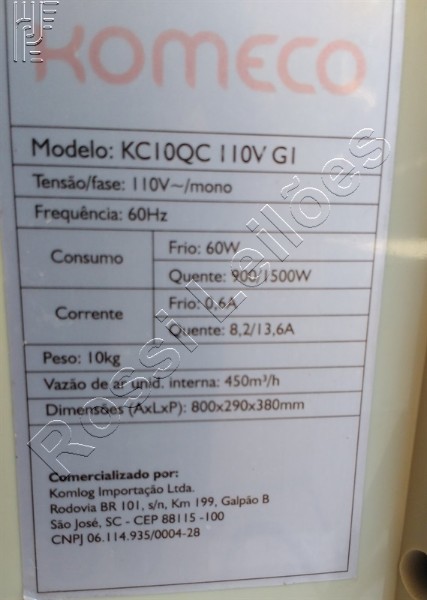 KOMECO
Modelo: KC10QC 110V G1
Tensão/fase: 110V~/mono
Frequência: 60Hz
Consumo
Frio: 60W
Quente: 900/1500W
Corrente
Frio: 0,6A
Quente: 8,2/13,6A
Peso: 10kg
Vazão de ar unid. interna: 450m³/h
Dimensões (AxLxP): 800x290x380mm
Comercializado por:
Komlog Importação Ltda.
Rodovia BR 101, s/n, Km 199, Galpão B
São José, SC - CEP 88115 -100
CNPJ 06.114.935/0004-28
Rossi Leilões